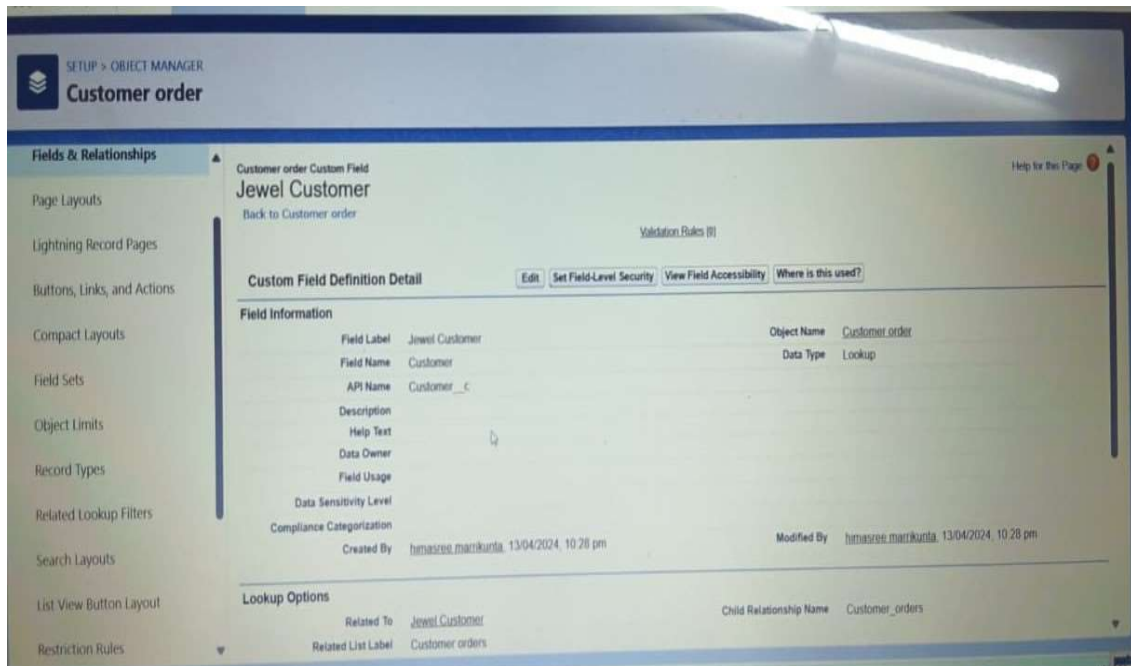 SETUP > OBJECT MANAGER
Customer order
Fields & Relationships
Page Layouts
Lightning Record Pages
Buttons, Links, and Actions
Compact Layouts
Field Sets
Object Limits
Record Types
Related Lookup Filters
Search Layouts
List View Button Layout
Restriction Rules
Customer order Custom Field
Help for this Page ?
Jewel Customer
Back to Customer order
Validation Rules [0]
Custom Field Definition Detail Edit Set Field-Level Security View Field Accessibility Where is this used?
Field Information
Field Label Jewel Customer Object Name Customer order
Field Name Customer Data Type Lookup
API Name Customer__c
Description
Help Text
Data Owner
Field Usage
Data Sensitivity Level
Compliance Categorization
Created By himasree marrikunta, 13/04/2024, 10:28 pm Modified By himasree marrikunta, 13/04/2024, 10:28 pm
Lookup Options
Related To Jewel Customer Child Relationship Name Customer_orders
Related List Label Customer orders